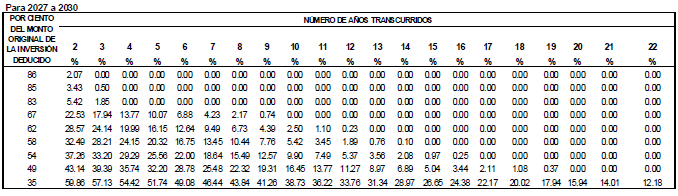 Para 2027 a 2030
POR CIENTO DEL MONTO ORIGINAL DE LA INVERSIÓN DEDUCIDO
NÚMERO DE AÑOS TRANSCURRIDOS
2 3 4 5 6 7 8 9 10 11 12 13 14 15 16 17 18 19 20 21 22
% % % % % % % % % % % % % % % % % % % % %
86 2.07 0.00 0.00 0.00 0.00 0.00 0.00 0.00 0.00 0.00 0.00 0.00 0.00 0.00 0.00 0.00 0.00 0.00 0.00 0.00 0.00
85 3.43 0.50 0.00 0.00 0.00 0.00 0.00 0.00 0.00 0.00 0.00 0.00 0.00 0.00 0.00 0.00 0.00 0.00 0.00 0.00 0.00
83 5.42 1.85 0.00 0.00 0.00 0.00 0.00 0.00 0.00 0.00 0.00 0.00 0.00 0.00 0.00 0.00 0.00 0.00 0.00 0.00 0.00
67 22.53 17.94 13.77 10.07 6.88 4.23 2.17 0.74 0.00 0.00 0.00 0.00 0.00 0.00 0.00 0.00 0.00 0.00 0.00 0.00 0.00
62 28.57 24.14 19.99 16.15 12.64 9.49 6.73 4.39 2.50 1.10 0.23 0.00 0.00 0.00 0.00 0.00 0.00 0.00 0.00 0.00 0.00
58 32.49 28.21 24.15 20.32 16.75 13.45 10.44 7.76 5.42 3.45 1.89 0.76 0.10 0.00 0.00 0.00 0.00 0.00 0.00 0.00 0.00
54 37.26 33.20 29.29 25.56 22.00 18.64 15.49 12.57 9.90 7.49 5.37 3.56 2.08 0.97 0.25 0.00 0.00 0.00 0.00 0.00 0.00
49 43.14 39.39 35.74 32.20 28.78 25.48 22.32 19.31 16.45 13.77 11.27 8.97 6.89 5.04 3.44 2.11 1.08 0.37 0.00 0.00 0.00
35 59.86 57.13 54.42 51.74 49.08 46.44 43.84 41.26 38.73 36.22 33.76 31.34 28.97 26.65 24.38 22.17 20.02 17.94 15.94 14.01 12.18